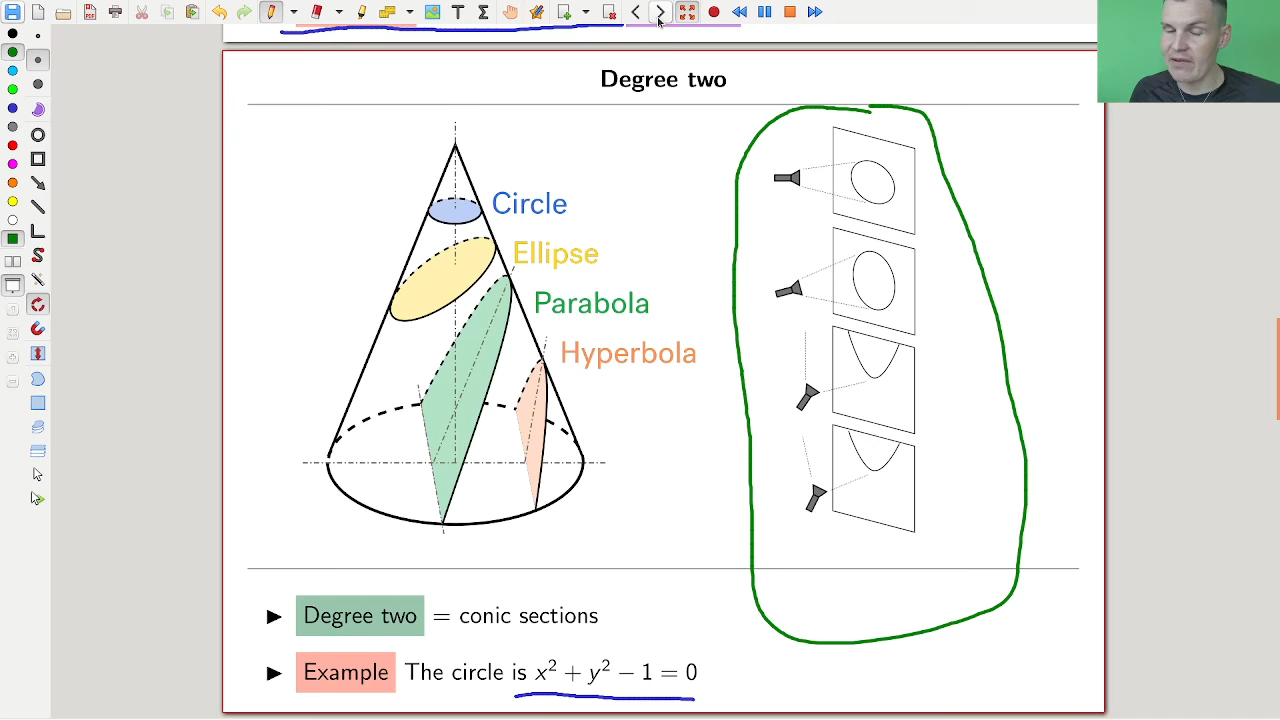 Degree two
Circle
Ellipse
Parabola
Hyperbola
▶ Degree two = conic sections
▶ Example The circle is x² + y² − 1 = 0